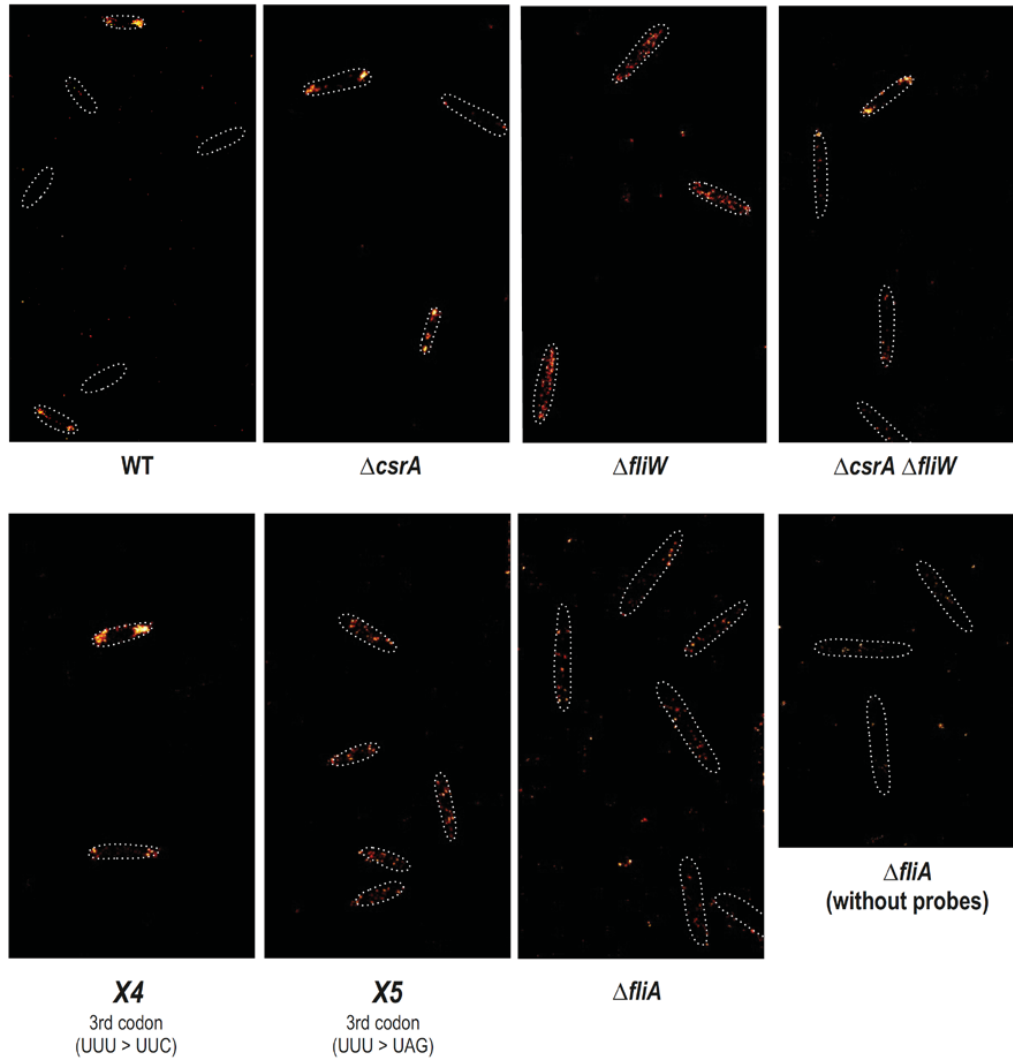 WT
ΔcsrA
ΔfliW
ΔcsrA ΔfliW
X4
3rd codon
(UUU > UUC)
X5
3rd codon
(UUU > UAG)
ΔfliA
ΔfliA
(without probes)